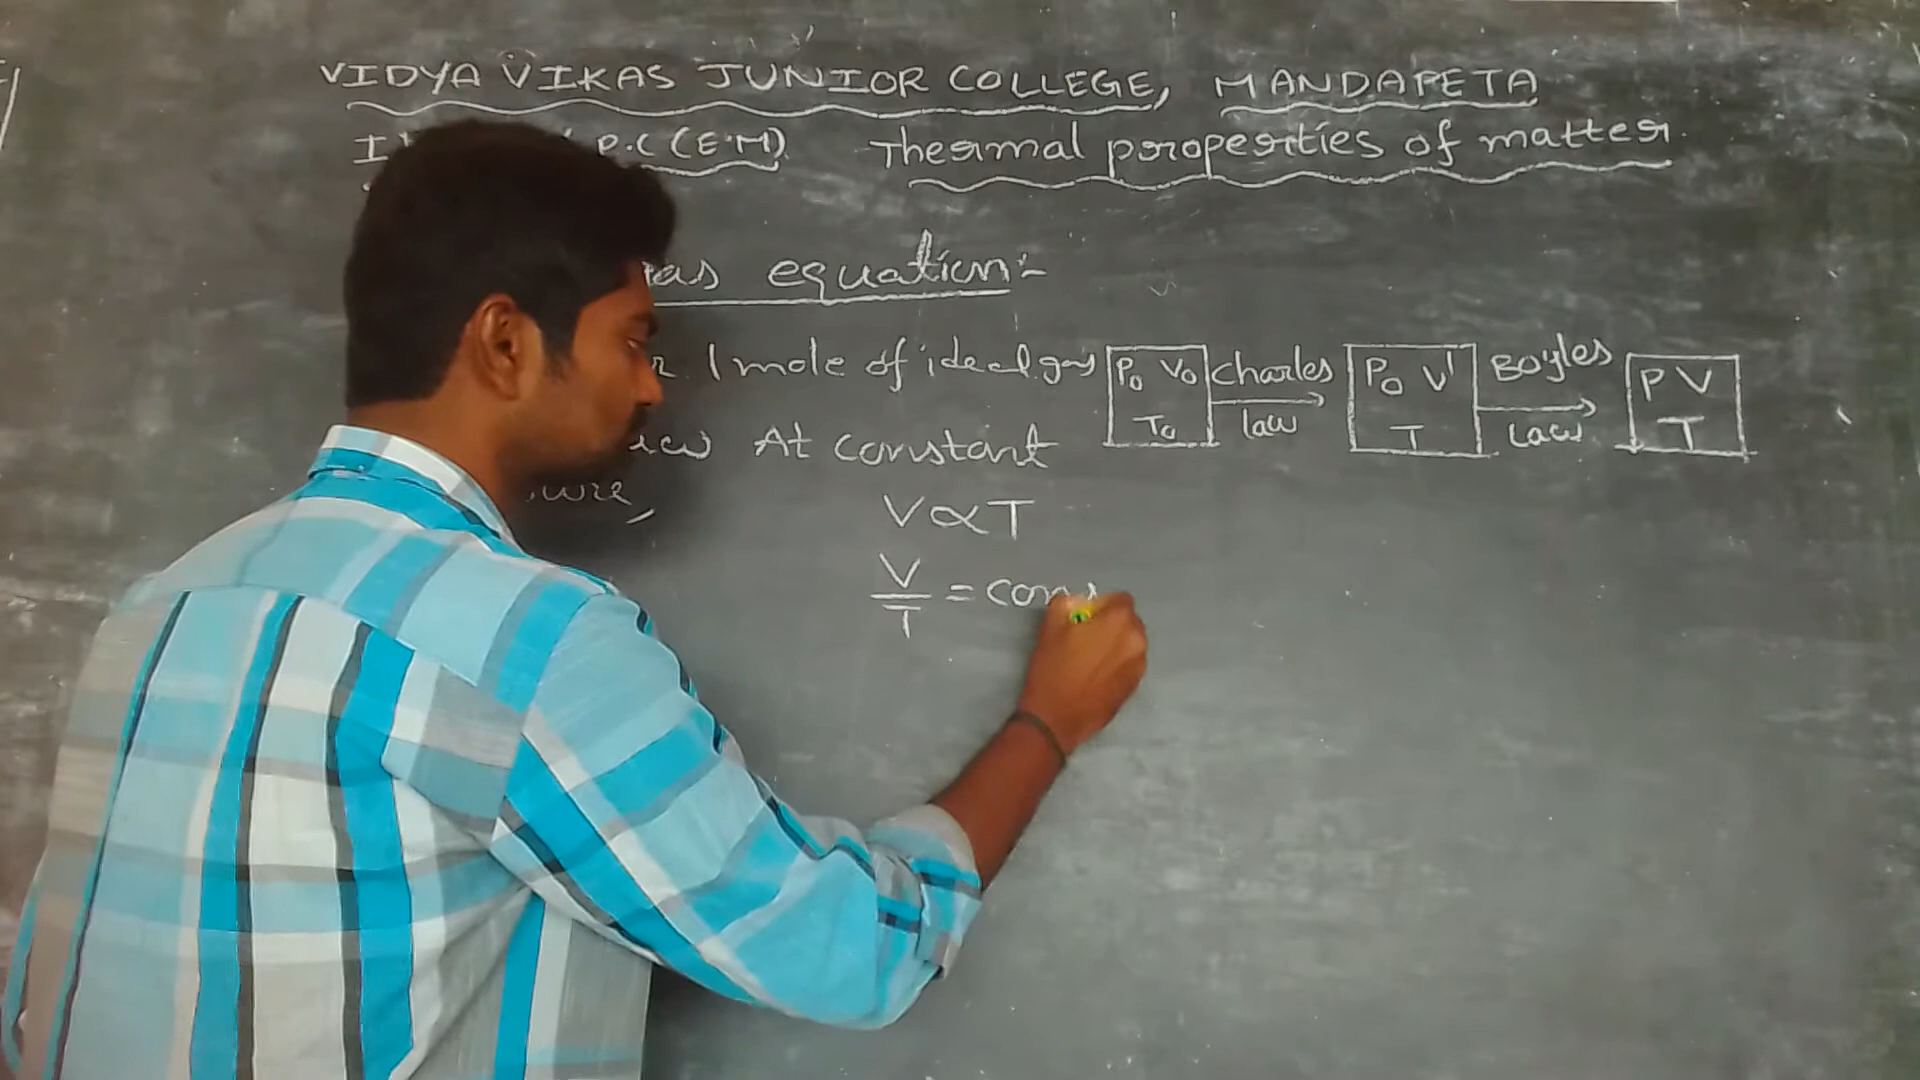 VIDYA VIKAS JUNIOR COLLEGE, MANDAPETA
P.C (E.M) Thermal properties of matter
equation:-
1 mole of ideal gas
P₀ V₀ T₀
Charles law
P₀ V' T
Boyles Law
P V T
At constant
V ∝ T
V/T = con